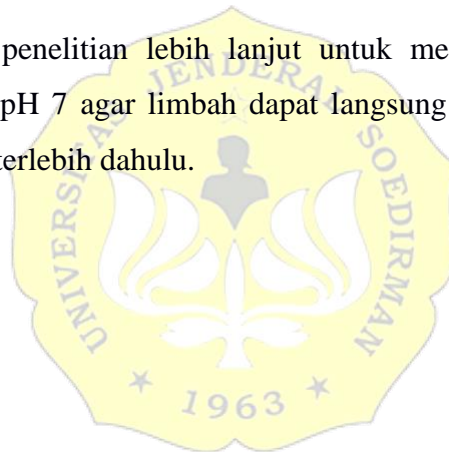 penelitian lebih lanjut untuk me
pH 7 agar limbah dapat langsung
terlebih dahulu.
UNIVERSITAS JENDERAL SOEDIRMAN
1963